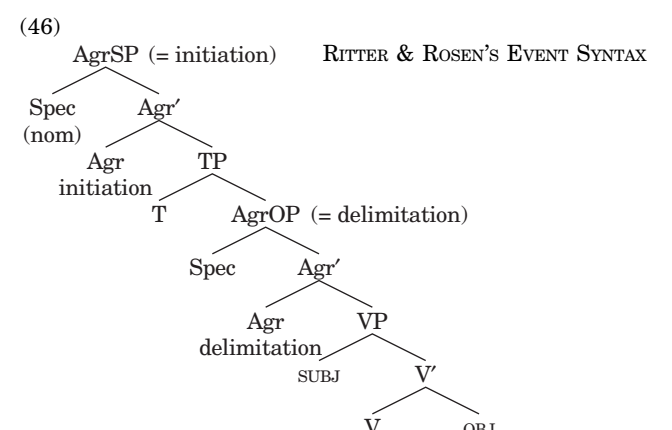 (46)
AgrSP (= initiation) RITTER & ROSEN'S EVENT SYNTAX
Spec Agr′
(nom)
Agr TP
initiation
T AgrOP (= delimitation)
Spec Agr′
Agr VP
delimitation
SUBJ V′
V OBJ